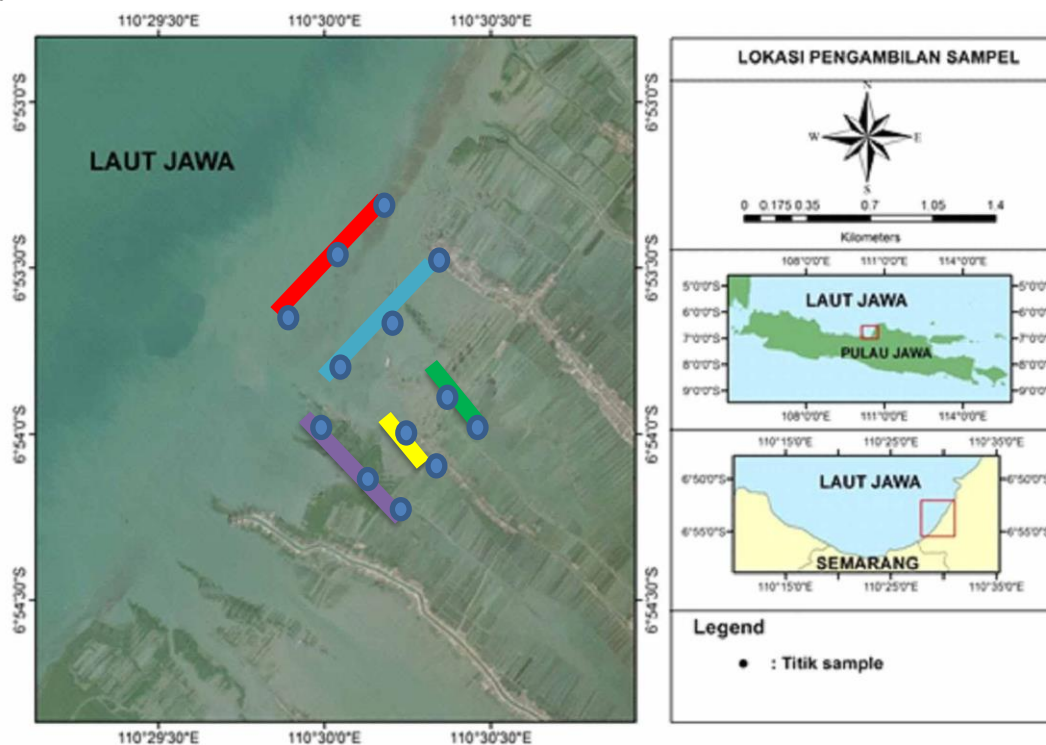 110°29'30"E 110°30'0"E 110°30'30"E
6°53'0"S
6°53'30"S
6°54'0"S
6°54'30"S
LAUT JAWA
6°53'0"S
6°53'30"S
6°54'0"S
6°54'30"S
110°29'30"E 110°30'0"E 110°30'30"E
LOKASI PENGAMBILAN SAMPEL
N
W E
S
0 0.175 0.35 0.7 1.05 1.4
Kilometers
108°0'0"E 111°0'0"E 114°0'0"E
5°0'0"S 5°0'0"S
6°0'0"S LAUT JAWA 6°0'0"S
7°0'0"S 7°0'0"S
8°0'0"S PULAU JAWA 8°0'0"S
9°0'0"S 9°0'0"S
108°0'0"E 111°0'0"E 114°0'0"E
110°15'0"E 110°25'0"E 110°35'0"E
6°50'0"S LAUT JAWA 6°50'0"S
6°55'0"S 6°55'0"S
SEMARANG
110°15'0"E 110°25'0"E 110°35'0"E
Legend
: Titik sample